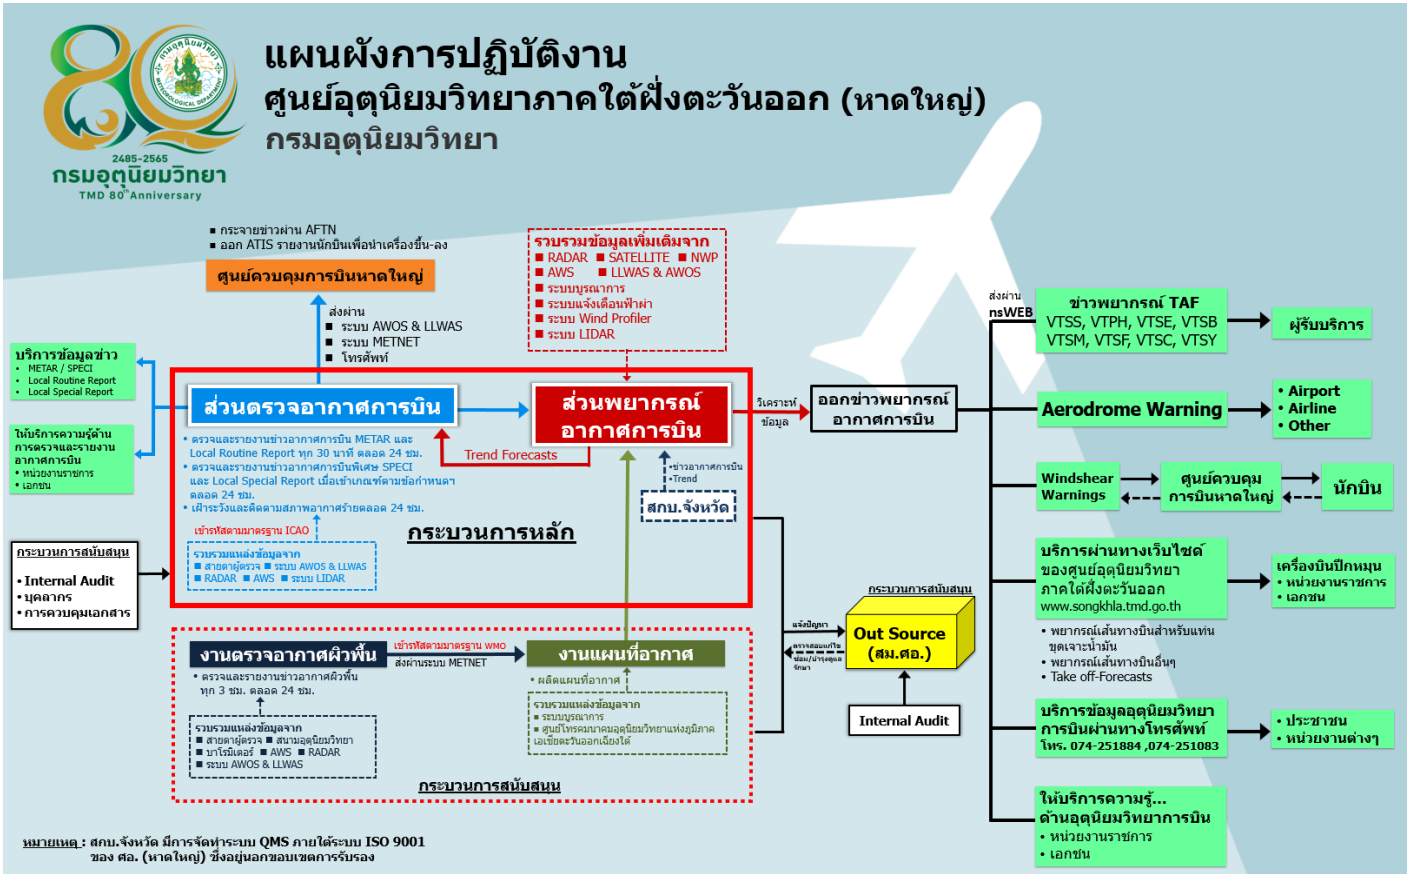 แผนผังการปฏิบัติงาน
ศูนย์อุตุนิยมวิทยาภาคใต้ฝั่งตะวันออก (หาดใหญ่)
กรมอุตุนิยมวิทยา
กรมอุตุนิยมวิทยา
METEOROLOGICAL DEPARTMENT
2485-2565
กรมอุตุนิยมวิทยา
TMD 80th Anniversary
▪ กระจายข่าวผ่าน AFTN
▪ ออก ATIS รายงานนักบินเพื่อนำเครื่องขึ้น-ลง
ศูนย์ควบคุมการบินหาดใหญ่
ส่งผ่าน
▪ ระบบ AWOS & LLWAS
▪ ระบบ METNET
▪ โทรศัพท์
รวบรวมข้อมูลเพิ่มเติมจาก
▪ RADAR ▪ SATELLITE ▪ NWP
▪ AWS ▪ LLWAS & AWOS
▪ ระบบบูรณาการ
▪ ระบบแจ้งเตือนฟ้าผ่า
▪ ระบบ Wind Profiler
▪ ระบบ LIDAR
บริการข้อมูลข่าว
• METAR / SPECI
• Local Routine Report
• Local Special Report
ให้บริการความรู้ด้าน
การตรวจและรายงาน
อากาศการบิน
• หน่วยงานราชการ
• เอกชน
ส่วนตรวจอากาศการบิน
• ตรวจและรายงานข่าวอากาศการบิน METAR และ
Local Routine Report ทุก 30 นาที ตลอด 24 ชม.
• ตรวจและรายงานข่าวอากาศการบินพิเศษ SPECI
และ Local Special Report เมื่อเข้าเกณฑ์ตามข้อกำหนดฯ
ตลอด 24 ชม.
• เฝ้าระวังและติดตามสภาพอากาศร้ายตลอด 24 ชม.
เข้ารหัสตามมาตรฐาน ICAO
รวบรวมแหล่งข้อมูลจาก
▪ สายตาผู้ตรวจ ▪ ระบบ AWOS & LLWAS
▪ RADAR ▪ AWS ▪ ระบบ LIDAR
Trend Forecasts
ส่วนพยากรณ์
อากาศการบิน
•ข่าวอากาศการบิน
•Trend
สกบ.จังหวัด
กระบวนการหลัก
วิเคราะห์
ข้อมูล
ออกข่าวพยากรณ์
อากาศการบิน
กระบวนการสนับสนุน
• Internal Audit
• บุคลากร
• การควบคุมเอกสาร
งานตรวจอากาศผิวพื้น
• ตรวจและรายงานข่าวอากาศผิวพื้น
ทุก 3 ชม. ตลอด 24 ชม.
รวบรวมแหล่งข้อมูลจาก
▪ สายตาผู้ตรวจ ▪ สนามอุตุนิยมวิทยา
▪ บาโรมิเตอร์ ▪ AWS ▪ RADAR
▪ ระบบ AWOS & LLWAS
เข้ารหัสตามมาตรฐาน WMO
ส่งผ่านระบบ METNET
งานแผนที่อากาศ
• ผลิตแผนที่อากาศ
รวบรวมแหล่งข้อมูลจาก
▪ ระบบบูรณาการ
▪ ศูนย์โทรคมนาคมอุตุนิยมวิทยาแห่งภูมิภาค
เอเชียตะวันออกเฉียงใต้
กระบวนการสนับสนุน
แจ้งปัญหา
ตรวจสอบแก้ไข
ซ่อม/บำรุงดูแล
รักษา
กระบวนการสนับสนุน
Out Source
(สม.ศอ.)
Internal Audit
ส่งผ่าน
nsWEB
ข่าวพยากรณ์ TAF
VTSS, VTPH, VTSE, VTSB
VTSM, VTSF, VTSC, VTSY
ผู้รับบริการ
Aerodrome Warning
• Airport
• Airline
• Other
Windshear
Warnings
ศูนย์ควบคุม
การบินหาดใหญ่
นักบิน
บริการผ่านทางเว็บไซต์
ของศูนย์อุตุนิยมวิทยา
ภาคใต้ฝั่งตะวันออก
www.songkhla.tmd.go.th
เครื่องบินปีกหมุน
• หน่วยงานราชการ
• เอกชน
• พยากรณ์เส้นทางบินสำหรับแท่น
ขุดเจาะน้ำมัน
• พยากรณ์เส้นทางบินอื่นๆ
• Take off-Forecasts
บริการข้อมูลอุตุนิยมวิทยา
การบินผ่านทางโทรศัพท์
โทร. 074-251884 ,074-251083
• ประชาชน
• หน่วยงานต่างๆ
ให้บริการความรู้...
ด้านอุตุนิยมวิทยาการบิน
• หน่วยงานราชการ
• เอกชน
หมายเหตุ : สกบ.จังหวัด มีการจัดทำระบบ QMS ภายใต้ระบบ ISO 9001
ของ ศอ. (หาดใหญ่) ซึ่งอยู่นอกขอบเขตการรับรอง